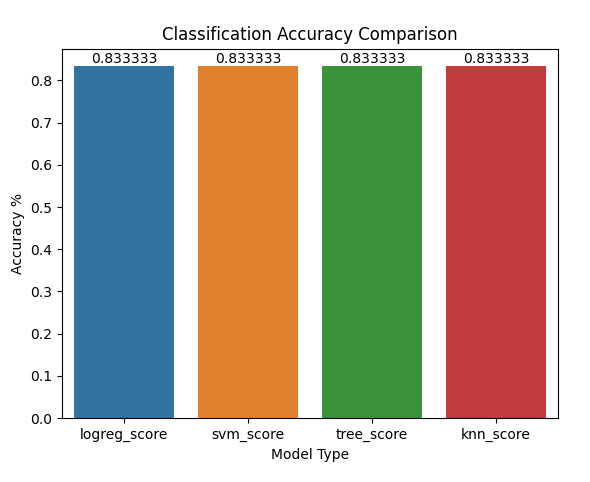 Classification Accuracy Comparison
0.833333 0.833333 0.833333 0.833333
0.8
0.7
0.6
0.5
0.4
0.3
0.2
0.1
0.0
Accuracy %
logreg_score svm_score tree_score knn_score
Model Type